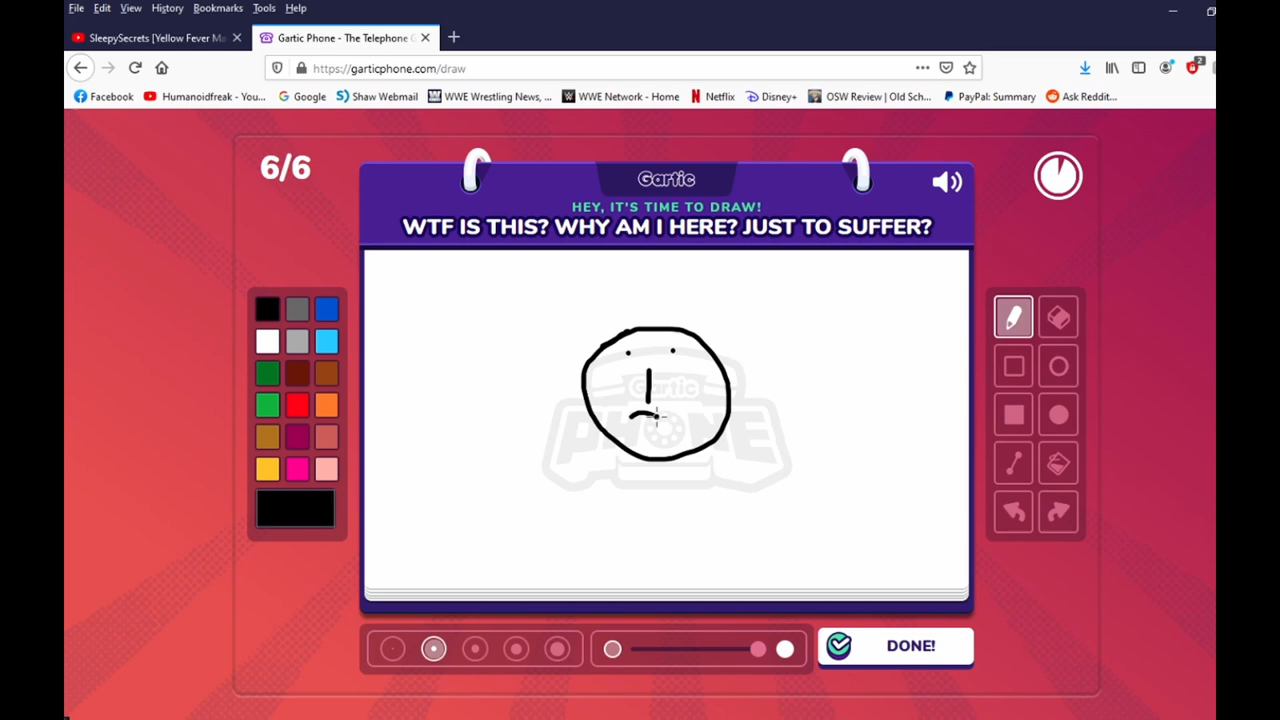 File Edit View History Bookmarks Tools Help
SleepySecrets [Yellow Fever Ma
Gartic Phone - The Telephone G
https://garticphone.com/draw
Facebook Humanoidfreak - You... Google Shaw Webmail WWE Wrestling News, ... WWE Network - Home Netflix Disney+ OSW Review | Old Sch... PayPal: Summary Ask Reddit...
6/6
Gartic
HEY, IT'S TIME TO DRAW!
WTF IS THIS? WHY AM I HERE? JUST TO SUFFER?
Gartic
PHONE
DONE!